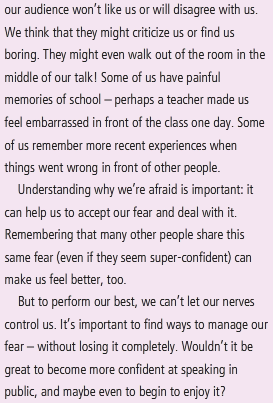 our audience won't like us or will disagree with us.
We think that they might criticize us or find us
boring. They might even walk out of the room in the
middle of our talk! Some of us have painful
memories of school – perhaps a teacher made us
feel embarrassed in front of the class one day. Some
of us remember more recent experiences when
things went wrong in front of other people.
Understanding why we're afraid is important: it
can help us to accept our fear and deal with it.
Remembering that many other people share this
same fear (even if they seem super-confident) can
make us feel better, too.
But to perform our best, we can't let our nerves
control us. It's important to find ways to manage our
fear – without losing it completely. Wouldn't it be
great to become more confident at speaking in
public, and maybe even to begin to enjoy it?